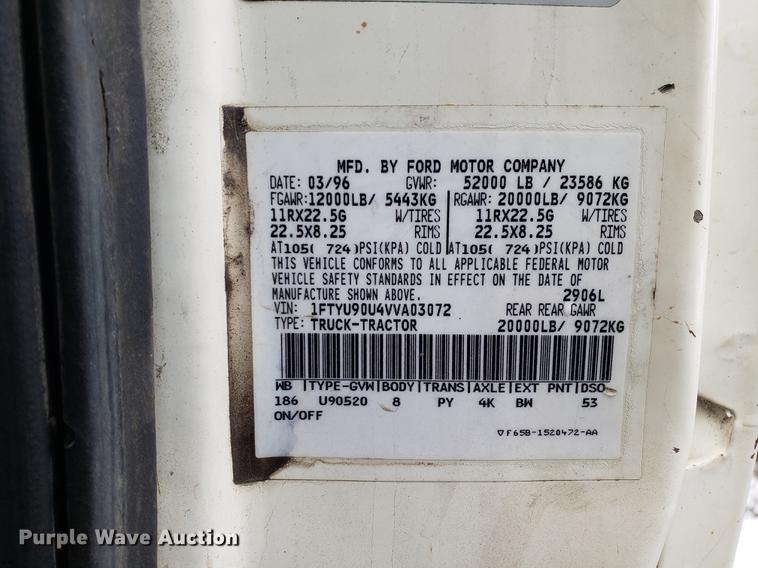 MFD. BY FORD MOTOR COMPANY
DATE: 03/96 GVWR: 52000 LB / 23586 KG
FGAWR:12000LB/ 5443KG RGAWR: 20000LB/ 9072KG
11RX22.5G W/TIRES 11RX22.5G W/TIRES
22.5X8.25 RIMS 22.5X8.25 RIMS
AT105( 724)PSI(KPA) COLD AT105( 724)PSI(KPA) COLD
THIS VEHICLE CONFORMS TO ALL APPLICABLE FEDERAL MOTOR
VEHICLE SAFETY STANDARDS IN EFFECT ON THE DATE OF
MANUFACTURE SHOWN ABOVE. 2906L
VIN: 1FTYU90U4VVA03072 REAR REAR GAWR
TYPE: TRUCK-TRACTOR 20000LB/ 9072KG
WB |TYPE-GVW|BODY|TRANS|AXLE|EXT PNT|DSO
186 U90520 8 PY 4K BW 53
ON/OFF
F65B-1520472-AA
Purple Wave Auction